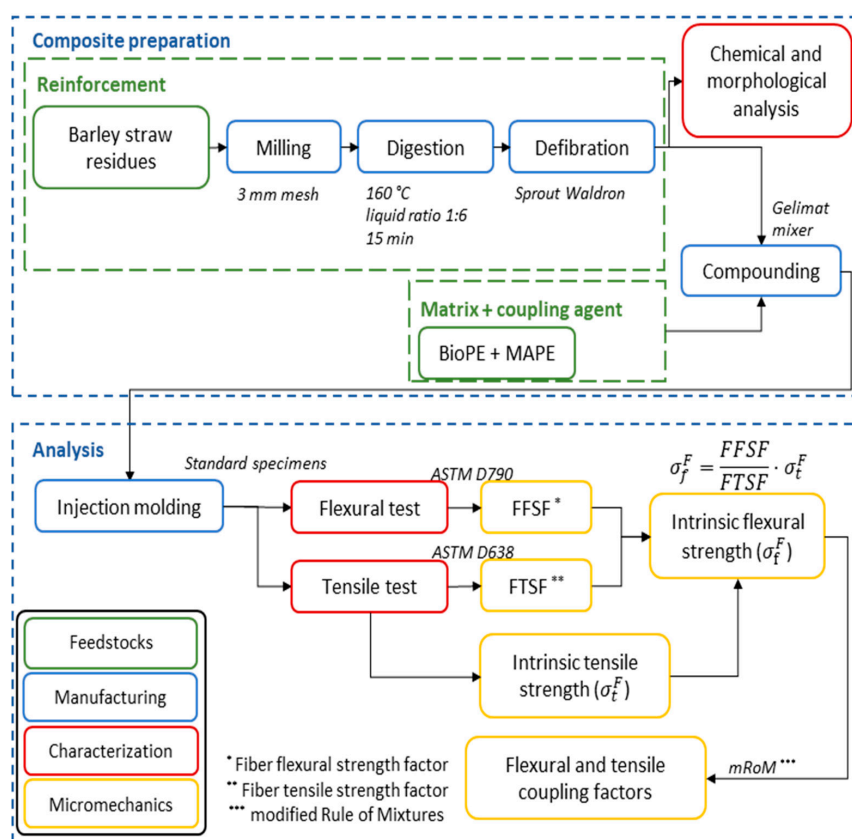 Composite preparation
Reinforcement
Barley straw
residues
Milling
Digestion
Defibration
3 mm mesh
160 °C
liquid ratio 1:6
15 min
Sprout Waldron
Chemical and
morphological
analysis
Gelimat
mixer
Compounding
Matrix + coupling agent
BioPE + MAPE
Analysis
Standard specimens
Injection molding
Flexural test
ASTM D790
FFSF *
Tensile test
ASTM D638
FTSF **
σ_f^F = FFSF/FTSF · σ_t^F
Intrinsic flexural
strength (σ_f^F)
Intrinsic tensile
strength (σ_t^F)
Flexural and tensile
coupling factors
mRoM ***
Feedstocks
Manufacturing
Characterization
Micromechanics
* Fiber flexural strength factor
** Fiber tensile strength factor
*** modified Rule of Mixtures